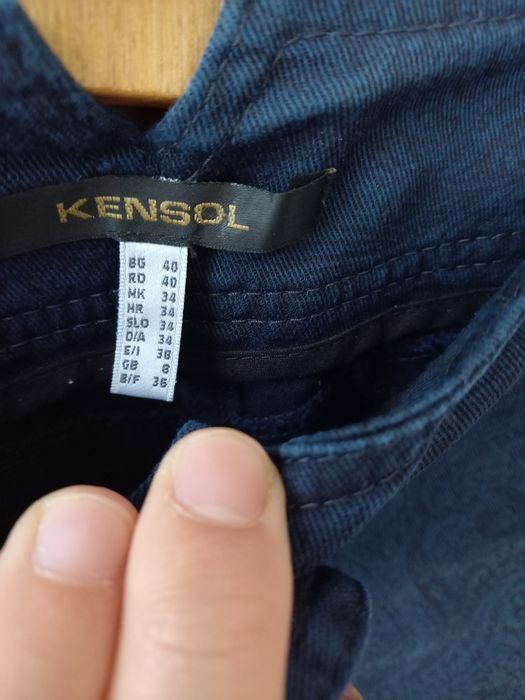 KENSOL
BG 40
RO 40
MK 34
HR 34
SLO 34
D/A 34
E/I 38
GB 8
B/F 36